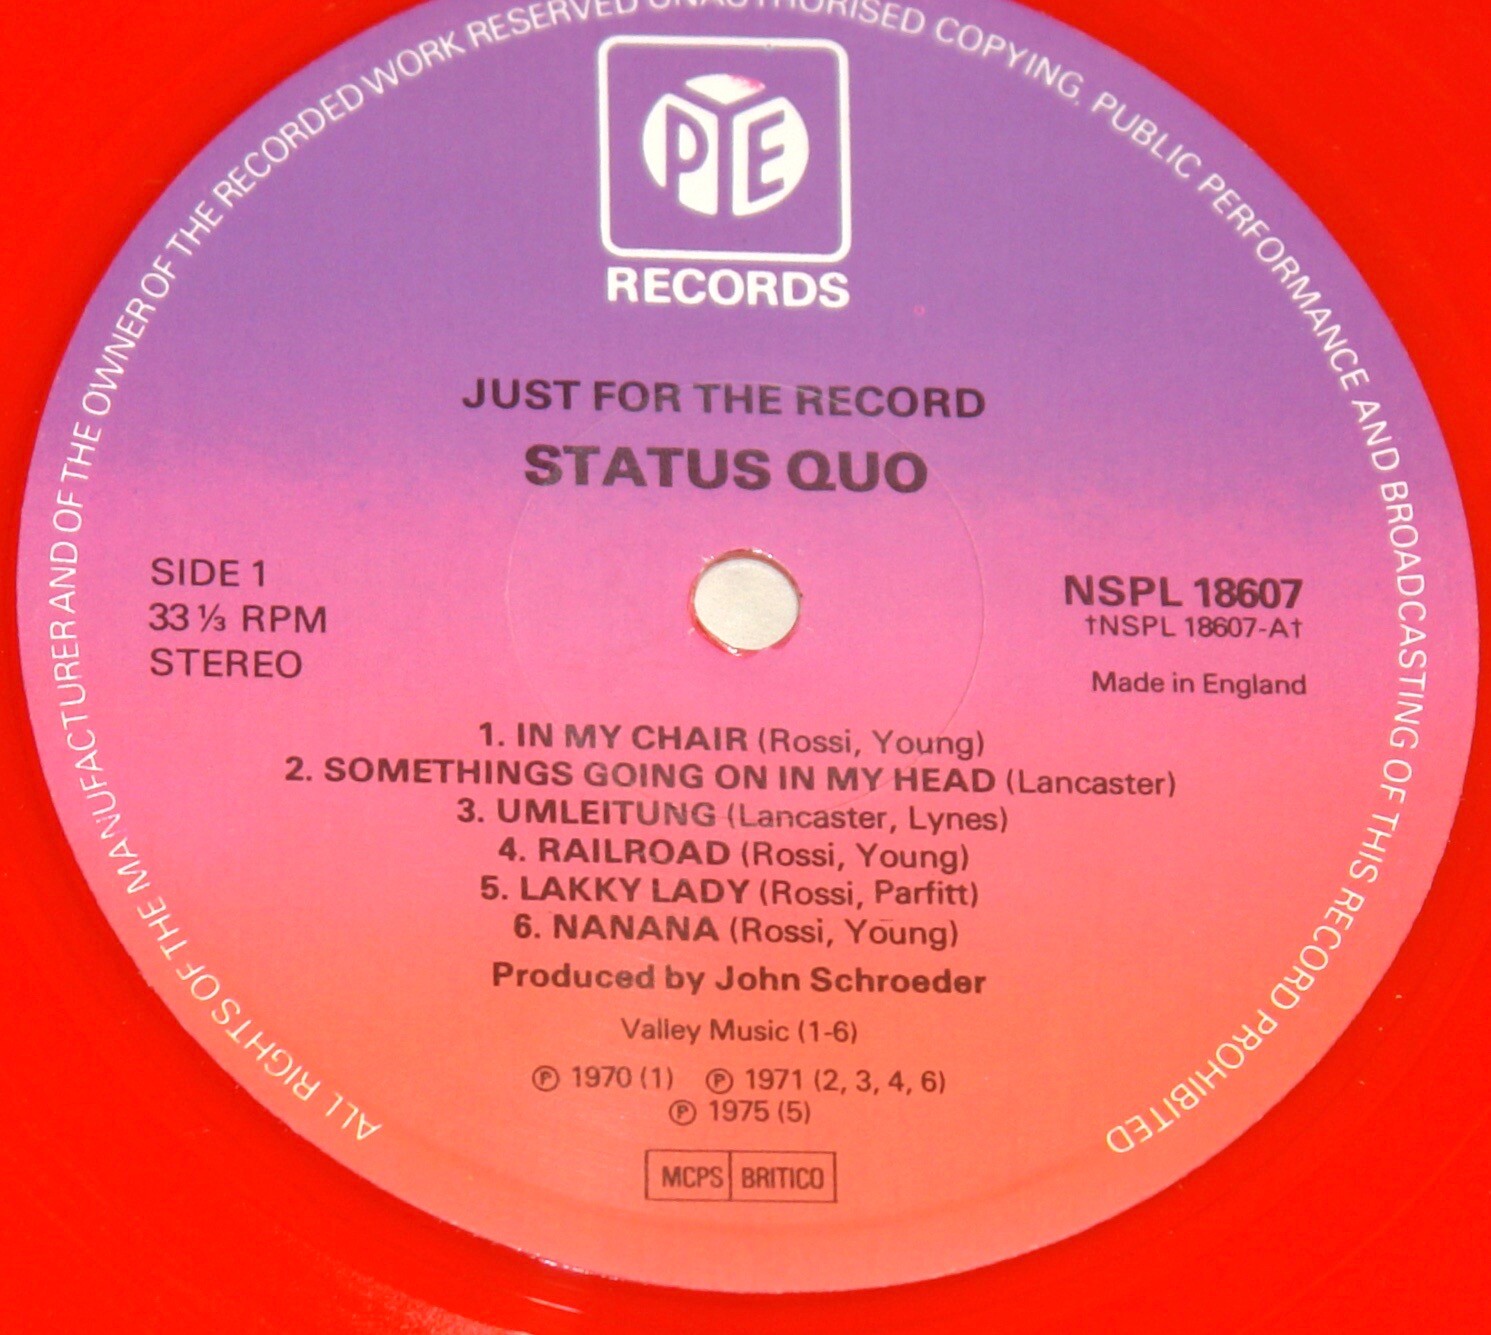 ALL RIGHTS OF THE MANUFACTURER AND OF THE OWNER OF THE RECORDED WORK RESERVED UNAUTHORISED COPYING, PUBLIC PERFORMANCE AND BROADCASTING OF THIS RECORD PROHIBITED
PYE
RECORDS
JUST FOR THE RECORD
STATUS QUO
SIDE 1
33 ⅓ RPM
STEREO
NSPL 18607
†NSPL 18607-A†
Made in England
1. IN MY CHAIR (Rossi, Young)
2. SOMETHINGS GOING ON IN MY HEAD (Lancaster)
3. UMLEITUNG (Lancaster, Lynes)
4. RAILROAD (Rossi, Young)
5. LAKKY LADY (Rossi, Parfitt)
6. NANANA (Rossi, Young)
Produced by John Schroeder
Valley Music (1-6)
℗ 1970 (1) ℗ 1971 (2, 3, 4, 6)
℗ 1975 (5)
MCPS BRITICO